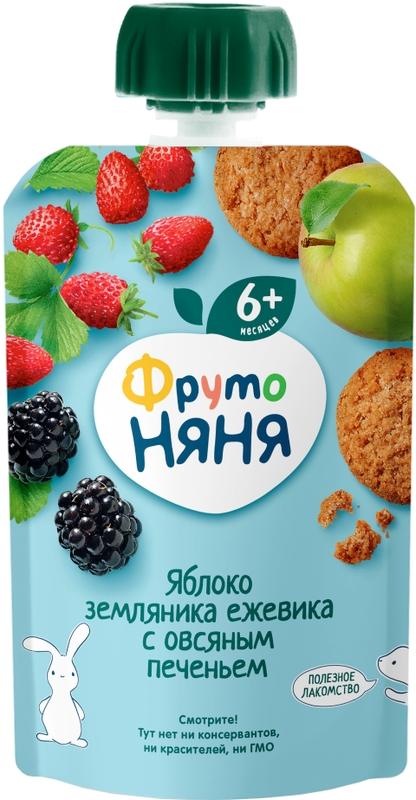 6+
месяцев
Фруто
НЯНЯ
Яблоко
земляника ежевика
с овсяным
печеньем
ПОЛЕЗНОЕ
ЛАКОМСТВО
Смотрите!
Тут нет ни консервантов,
ни красителей, ни ГМО